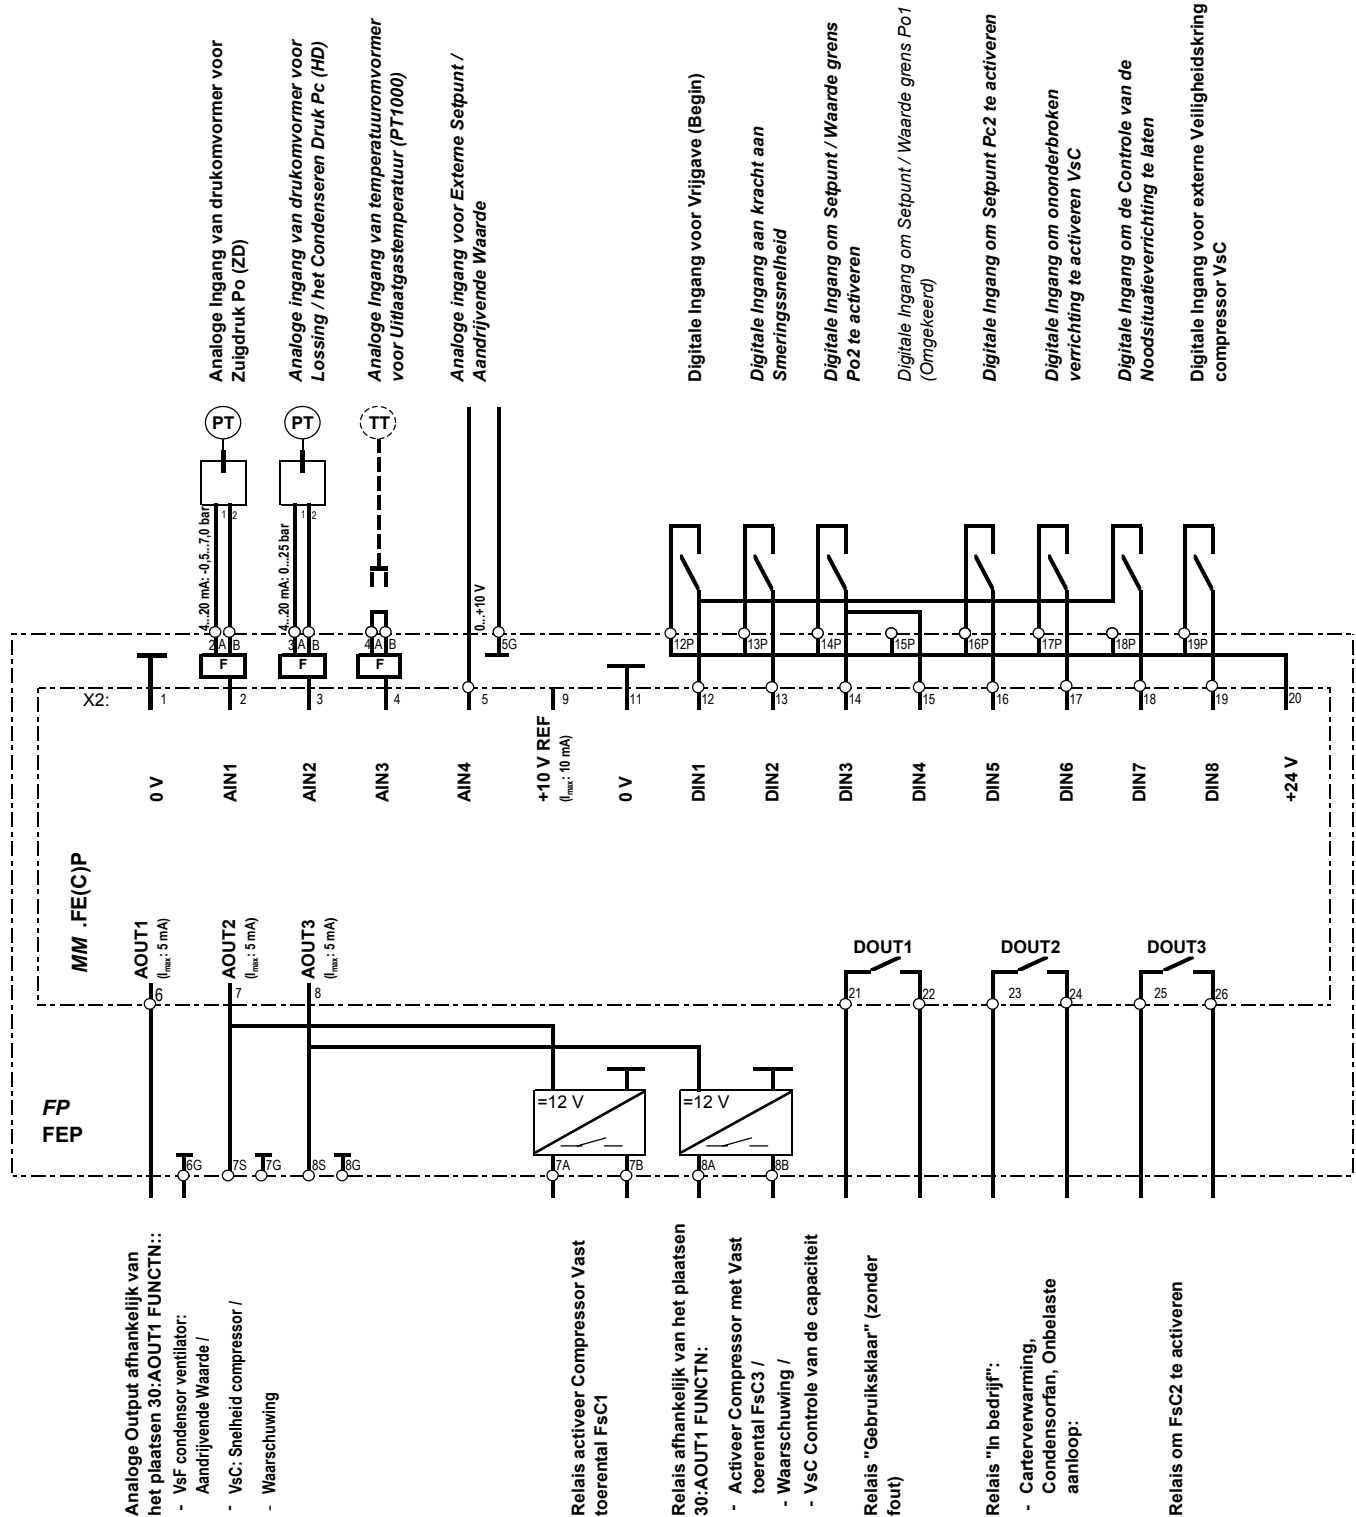 Analoge Ingang van drukomvormer voor
Zuigdruk Po (ZD)
Analoge ingang van drukomvormer voor
Lossing / het Condenseren Druk Pc (HD)
Analoge Ingang van temperatuuromvormer
voor Uitlaatgastemperatuur (PT1000)
Analoge ingang voor Externe Setpunt /
Aandrijvende Waarde
Digitale Ingang voor Vrijgave (Begin)
Digitale Ingang aan kracht aan
Smeringssnelheid
Digitale Ingang om Setpunt / Waarde grens
Po2 te activeren
Digitale Ingang om Setpunt / Waarde grens Po1
(Omgekeerd)
Digitale Ingang om Setpunt Pc2 te activeren
Digitale Ingang om ononderbroken
verrichting te activeren VsC
Digitale Ingang om de Controle van de
Noodsituatieverrichting te laten
Digitale Ingang voor externe Veiligheidskring
compressor VsC
PT
PT
TT
1
2
1
2
4...20 mA: -0,5...7,0 bar
4...20 mA: 0...25 bar
0...+10 V
2 A B
3 A B
4 A B
5G
12P
13P
14P
15P
16P
17P
18P
19P
F
F
F
X2:
1
2
3
4
5
9
11
12
13
14
15
16
17
18
19
20
0 V
AIN1
AIN2
AIN3
AIN4
+10 V REF
(Imax: 10 mA)
0 V
DIN1
DIN2
DIN3
DIN4
DIN5
DIN6
DIN7
DIN8
+24 V
MM .FE(C)P
AOUT1
(Imax: 5 mA)
AOUT2
(Imax: 5 mA)
AOUT3
(Imax: 5 mA)
DOUT1
DOUT2
DOUT3
6
7
8
21
22
23
24
25
26
FP
FEP
=12 V
=12 V
6G
7S
7G
8S
8G
7A
7B
8A
8B
Analoge Output afhankelijk van
het plaatsen 30:AOUT1 FUNCTN::
- VsF condensor ventilator:
Aandrijvende Waarde /
- VsC: Snelheid compressor /
- Waarschuwing
Relais activeer Compressor Vast
toerental FsC1
Relais afhankelijk van het plaatsen
30:AOUT1 FUNCTN:
- Activeer Compressor met Vast
toerental FsC3 /
- Waarschuwing /
- VsC Controle van de capaciteit
Relais "Gebruiksklaar" (zonder
fout)
Relais "In bedrijf":
- Carterverwarming,
Condensorfan, Onbelaste
aanloop:
Relais om FsC2 te activeren